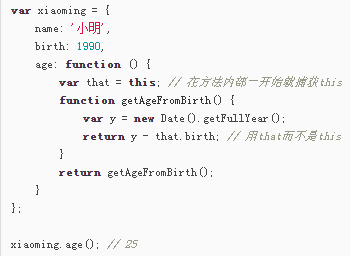 var xiaoming = {
    name: '小明',
    birth: 1990,
    age: function () {
        var that = this; // 在方法内部一开始就捕获this
        function getAgeFromBirth() {
            var y = new Date().getFullYear();
            return y - that.birth; // 用that而不是this
        }
        return getAgeFromBirth();
    }
};
xiaoming.age(); // 25